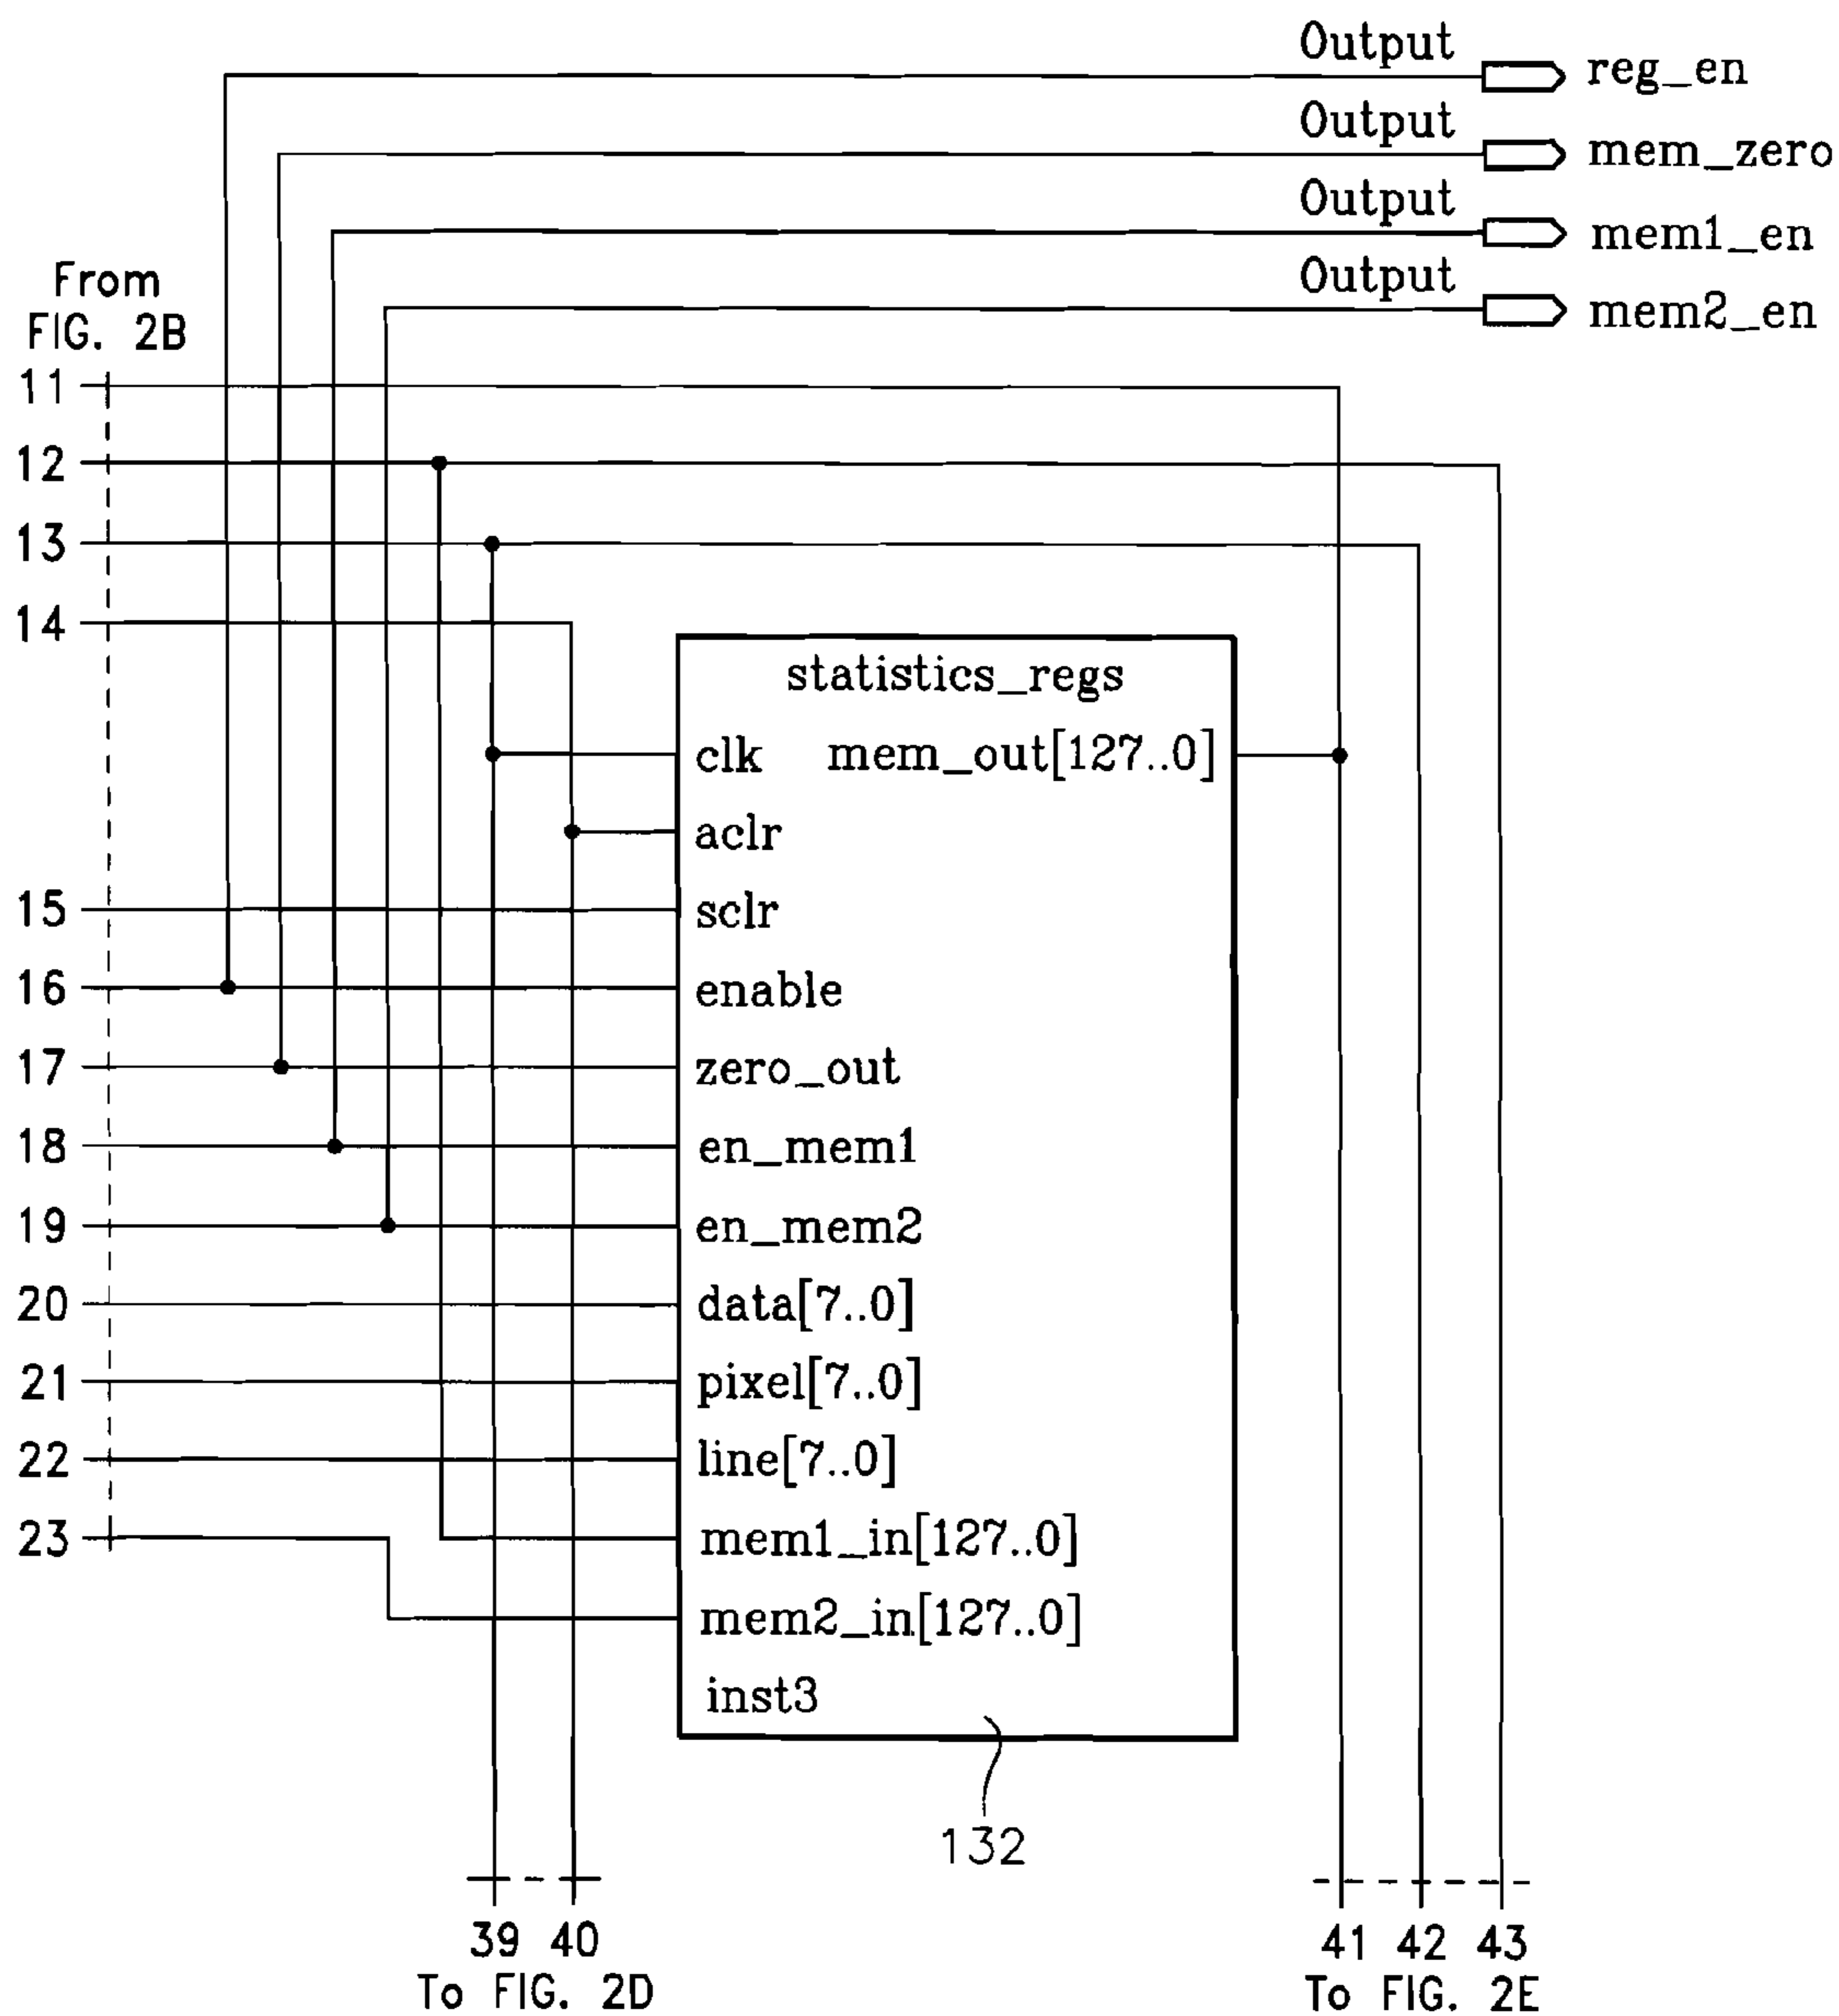 Output reg_en
Output mem_zero
Output mem1_en
Output mem2_en
From
FIG. 2B
11
12
13
14
statistics_regs
clk mem_out[127..0]
aclr
15 sclr
16 enable
17 zero_out
18 en_mem1
19 en_mem2
20 data[7..0]
21 pixel[7..0]
22 line[7..0]
23 mem1_in[127..0]
mem2_in[127..0]
inst3
132
39 40 41 42 43
To FIG. 2D To FIG. 2E